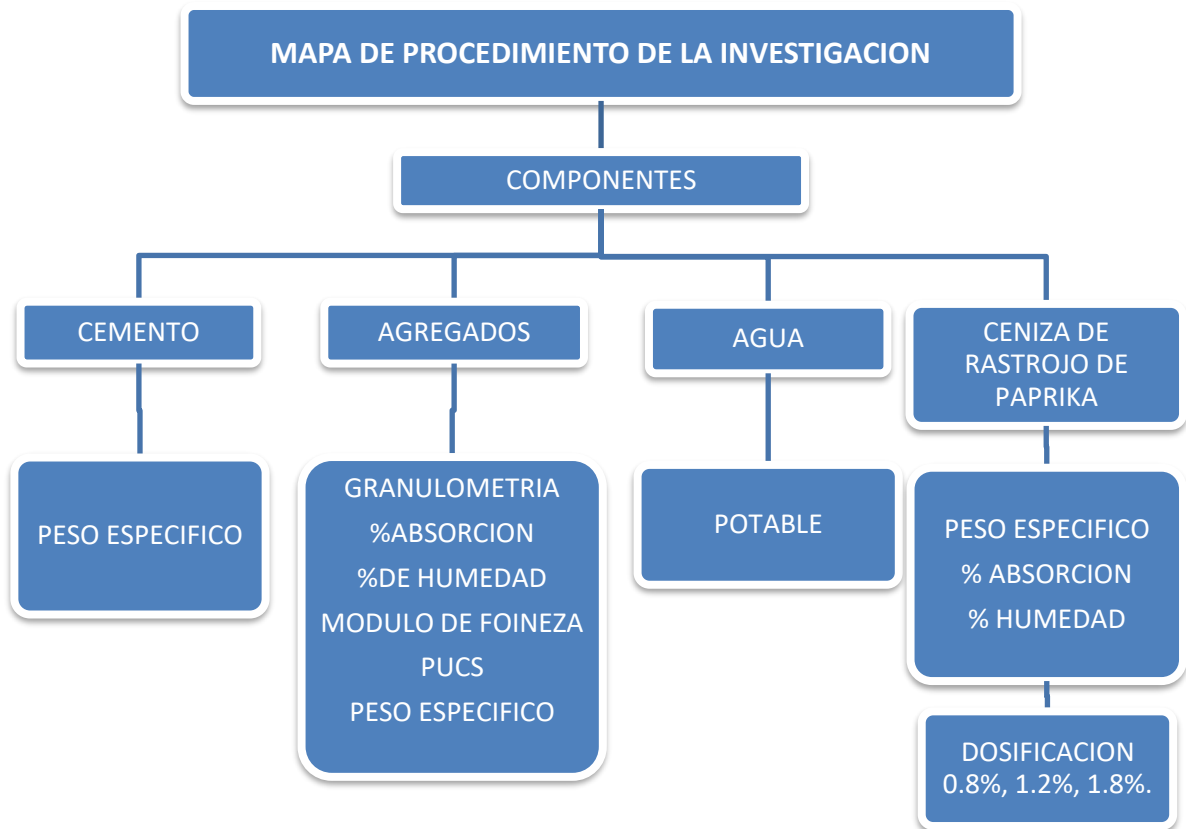 MAPA DE PROCEDIMIENTO DE LA INVESTIGACION
COMPONENTES
CEMENTO
PESO ESPECIFICO
AGREGADOS
GRANULOMETRIA
%ABSORCION
%DE HUMEDAD
MODULO DE FOINEZA
PUCS
PESO ESPECIFICO
AGUA
POTABLE
CENIZA DE
RASTROJO DE
PAPRIKA
PESO ESPECIFICO
% ABSORCION
% HUMEDAD
DOSIFICACION
0.8%, 1.2%, 1.8%.